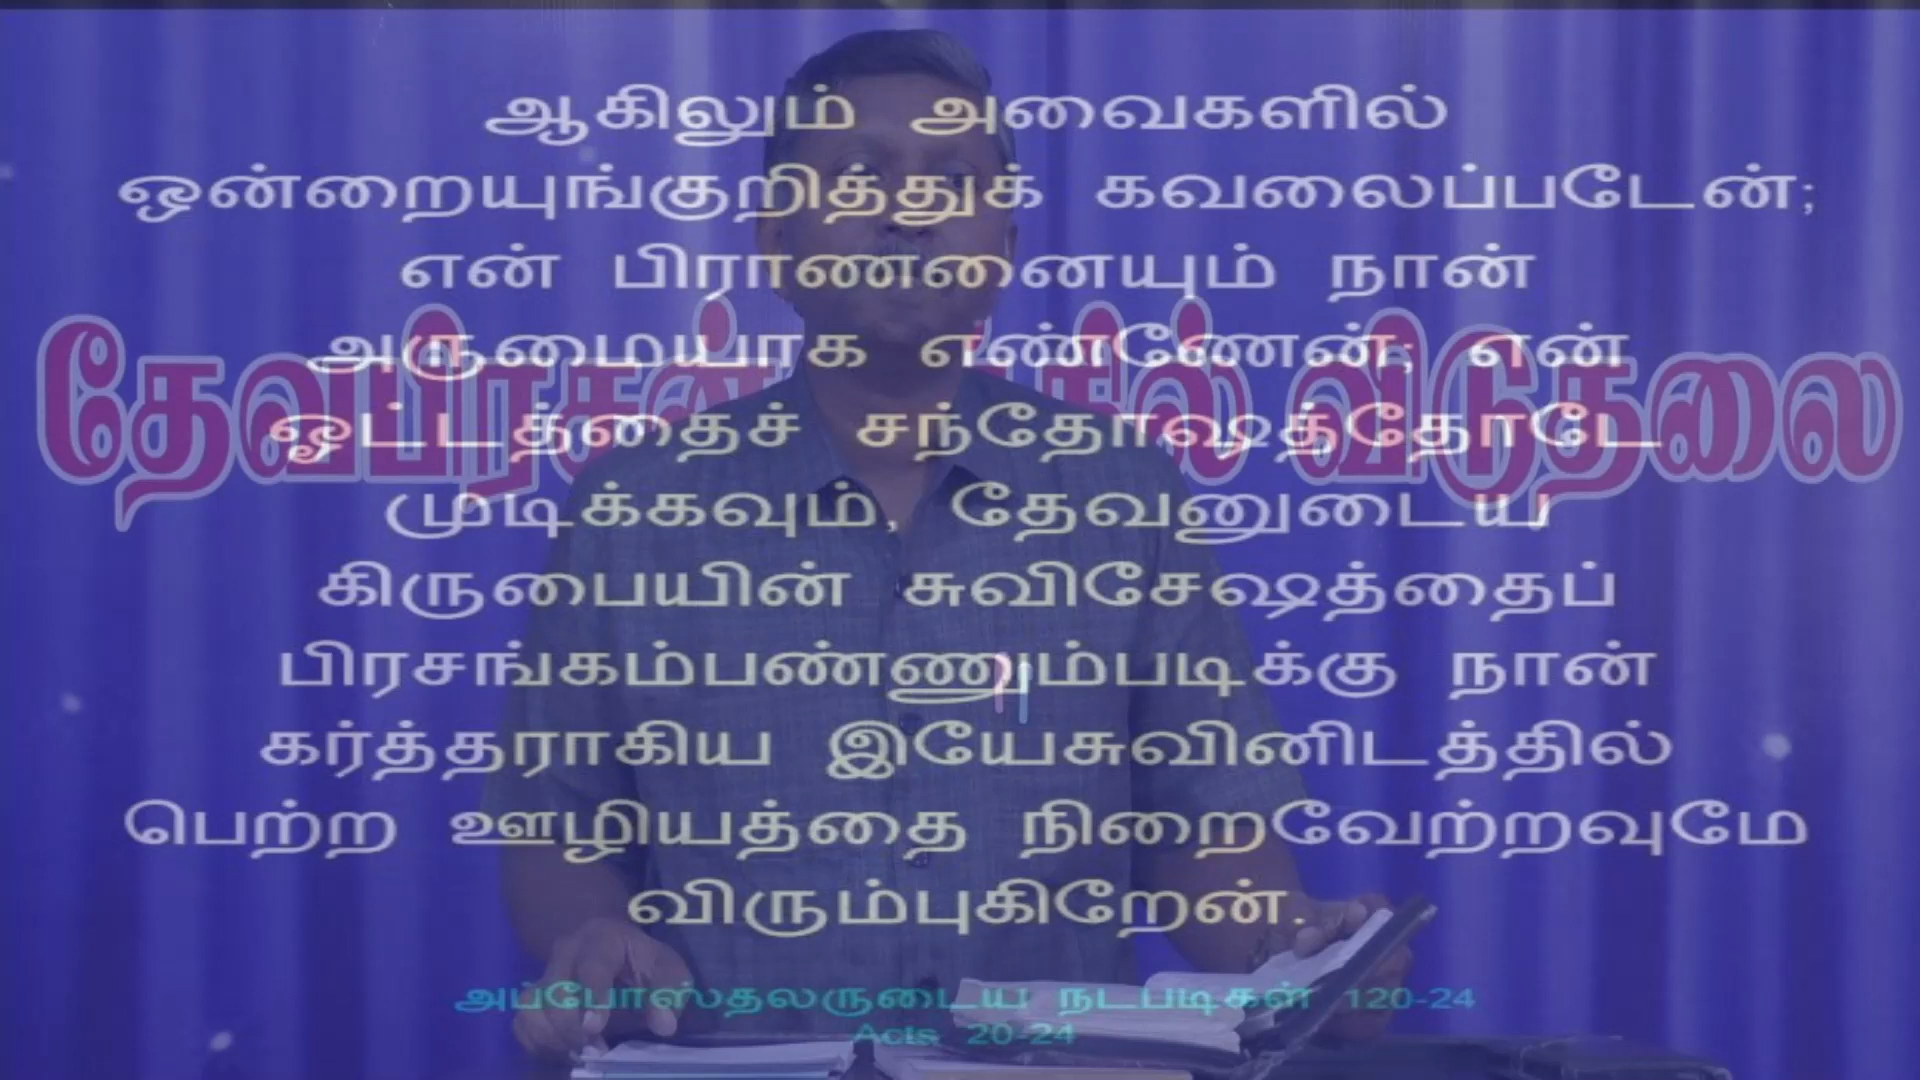 ஆகிலும் அவைகளில்
ஒன்றையுங்குறித்துக் கவலைப்படேன்;
என் பிராணனையும் நான்
அருமையாக எண்ணேன்; என்
ஓட்டத்தைச் சந்தோஷத்தோடே
முடிக்கவும், தேவனுடைய
கிருபையின் சுவிசேஷத்தைப்
பிரசங்கம்பண்ணும்படிக்கு நான்
கர்த்தராகிய இயேசுவினிடத்தில்
பெற்ற ஊழியத்தை நிறைவேற்றவுமே
விரும்புகிறேன்.
விடுதலை
அப்போஸ்தலருடைய நடபடிகள் 120-24
Acts 20-24